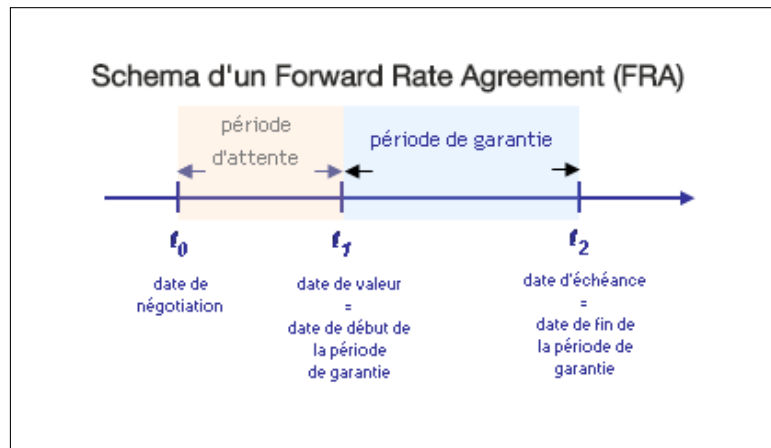 Schema d'un Forward Rate Agreement (FRA)
période
d'attente
période de garantie
t0
t1
t2
date de
négotiation
date de valeur
=
date de début de
la période
de garantie
date d'échéance
=
date de fin de
la période de
garantie